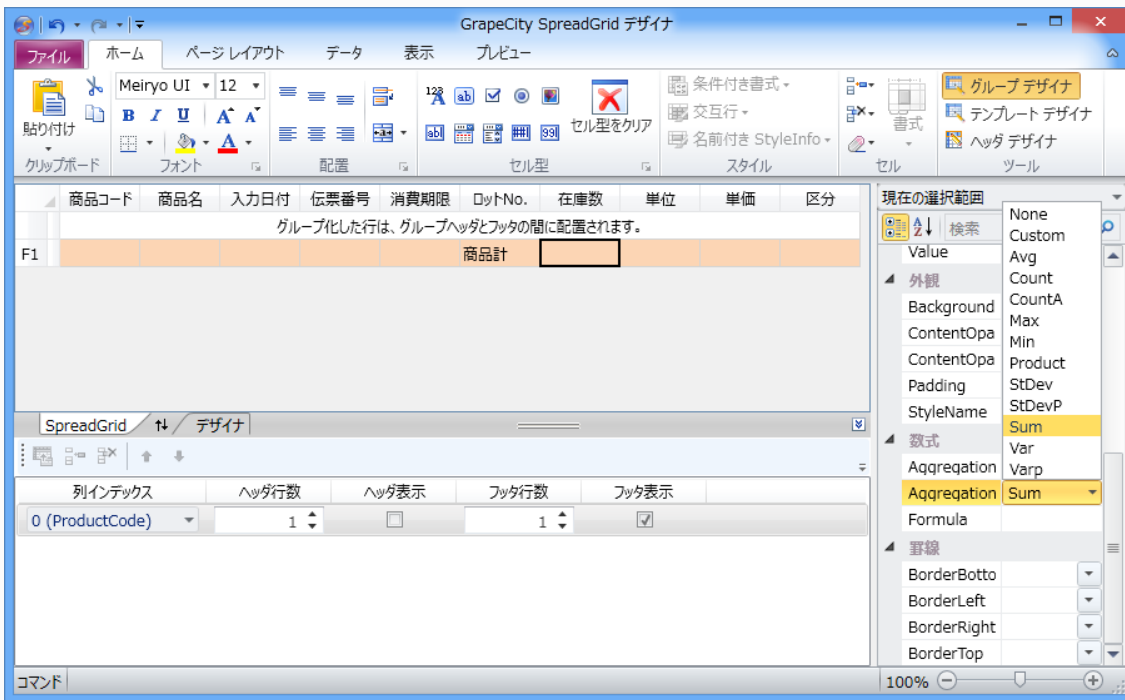 GrapeCity SpreadGrid デザイナ
ファイル ホーム ページ レイアウト データ 表示 プレビュー
貼り付け
クリップボード
Meiryo UI 12
B I U A A
A
フォント
配置
123 A ab
abl ### 99
セル型をクリア
セル型
条件付き書式
交互行
名前付き StyleInfo
スタイル
書式
セル
グループ デザイナ
テンプレート デザイナ
ヘッダ デザイナ
ツール
商品コード 商品名 入力日付 伝票番号 消費期限 ロットNo. 在庫数 単位 単価 区分
グループ化した行は、グループヘッダとフッタの間に配置されます。
F1 商品計
SpreadGrid デザイナ
列インデックス ヘッダ行数 ヘッダ表示 フッタ行数 フッタ表示
0 (ProductCode) 1 1
現在の選択範囲
A Z 検索
Value
外観
Background
ContentOpa
ContentOpa
Padding
StyleName
数式
Aggregation
Aggregation Sum
Formula
罫線
BorderBotto
BorderLeft
BorderRight
BorderTop
None
Custom
Avg
Count
CountA
Max
Min
Product
StDev
StDevP
Sum
Var
Varp
コマンド 100%